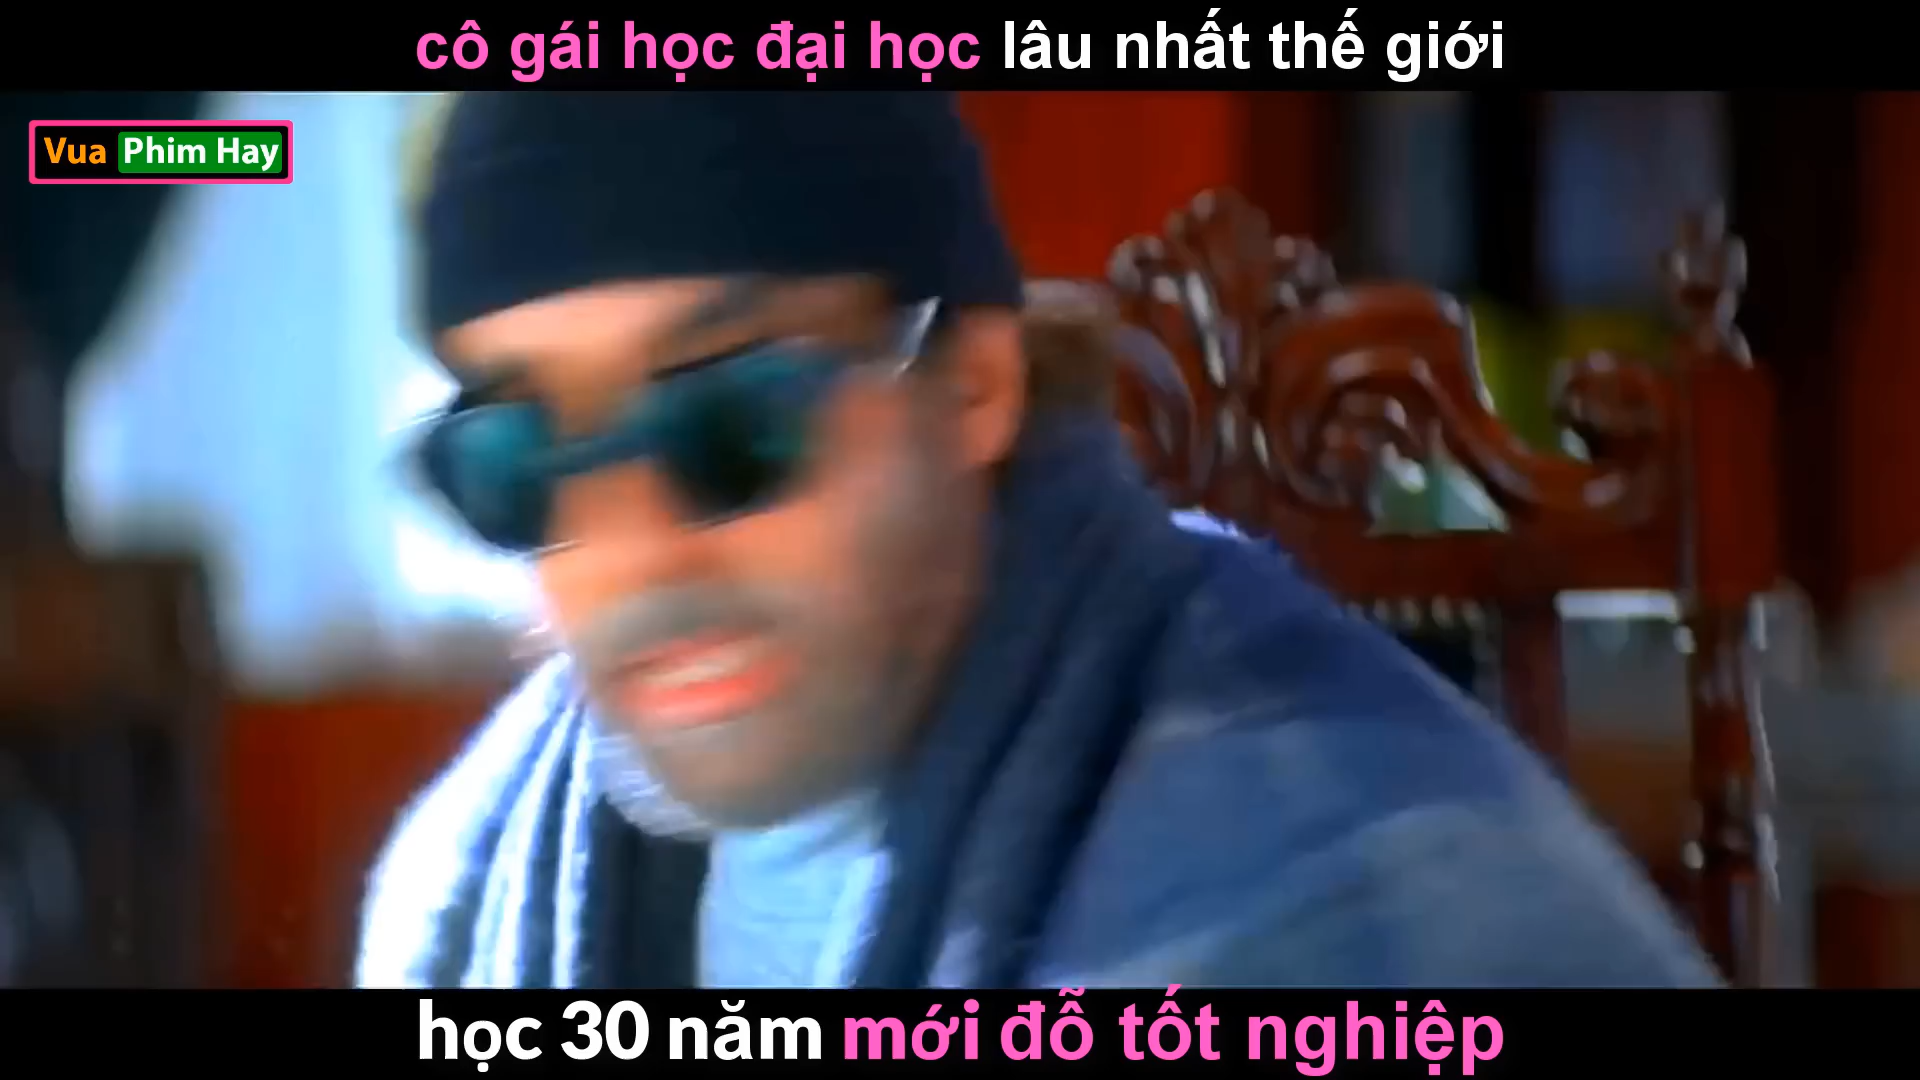 cô gái học đại học lâu nhất thế giới
Vua Phim Hay
học 30 năm mới đỗ tốt nghiệp